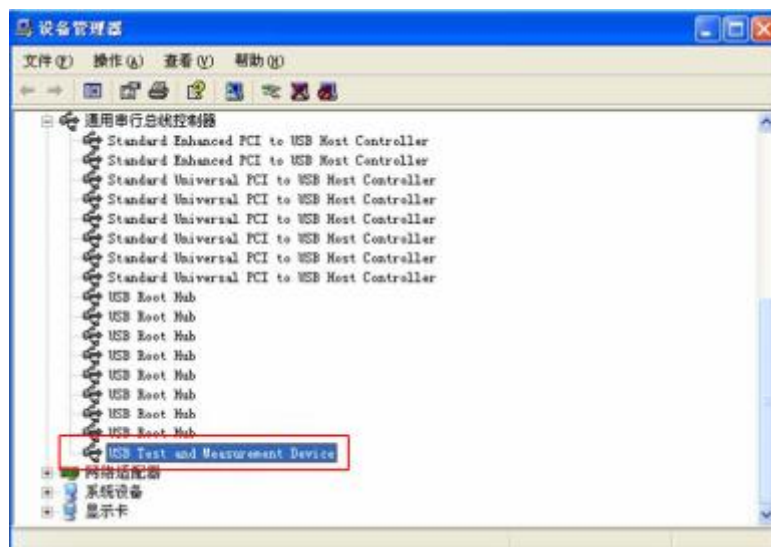 设备管理器
文件(F) 操作(A) 查看(V) 帮助(H)
通用串行总线控制器
Standard Enhanced PCI to USB Host Controller
Standard Enhanced PCI to USB Host Controller
Standard Universal PCI to USB Host Controller
Standard Universal PCI to USB Host Controller
Standard Universal PCI to USB Host Controller
Standard Universal PCI to USB Host Controller
Standard Universal PCI to USB Host Controller
Standard Universal PCI to USB Host Controller
USB Root Hub
USB Root Hub
USB Root Hub
USB Root Hub
USB Root Hub
USB Root Hub
USB Root Hub
USB Root Hub
USB Test and Measurement Device
网络适配器
系统设备
显示卡